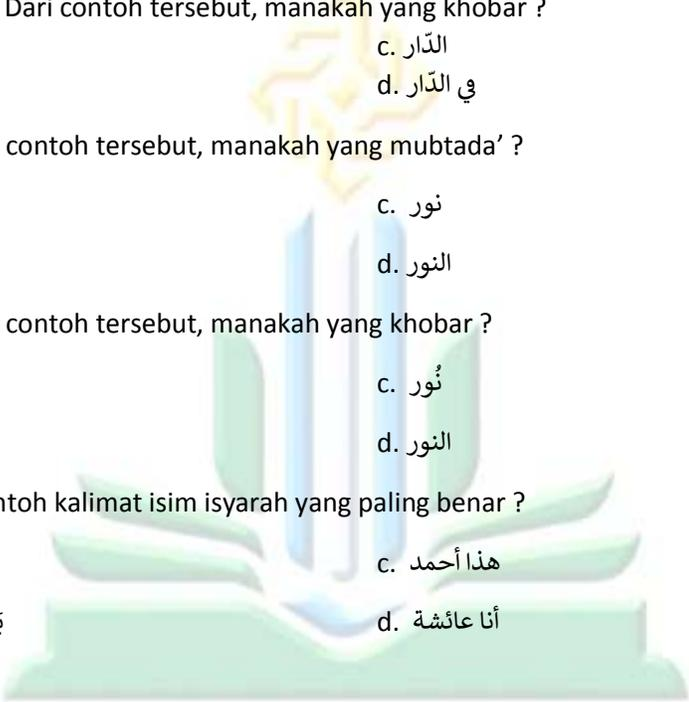 Dari contoh tersebut, manakah yang khobar ?
c. الدّار
d. في الدّار
contoh tersebut, manakah yang mubtada’ ?
c. نور
d. النور
contoh tersebut, manakah yang khobar ?
c. نُور
d. النور
ntoh kalimat isim isyarah yang paling benar ?
c. هذا أحمد
d. أنا عائشة